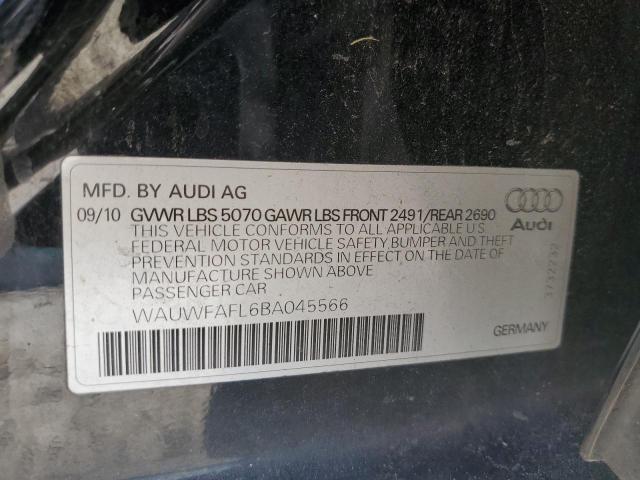 MFD. BY AUDI AG
09/10 GVWR LBS 5070 GAWR LBS FRONT 2491/REAR 2690
THIS VEHICLE CONFORMS TO ALL APPLICABLE U S
FEDERAL MOTOR VEHICLE SAFETY,BUMPER AND THEFT
PREVENTION STANDARDS IN EFFECT ON THE DATE OF
MANUFACTURE SHOWN ABOVE
PASSENGER CAR
WAUWFAFL6BA045566
Audi
3732732
GERMANY